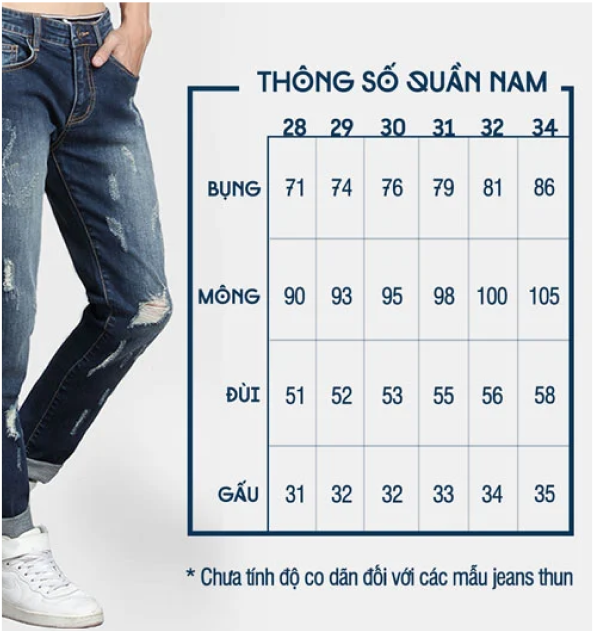 THÔNG SỐ QUẦN NAM
28 29 30 31 32 34
BỤNG 71 74 76 79 81 86
MÔNG 90 93 95 98 100 105
ĐÙI 51 52 53 55 56 58
GẤU 31 32 32 33 34 35
* Chưa tính độ co dãn đối với các mẫu jeans thun